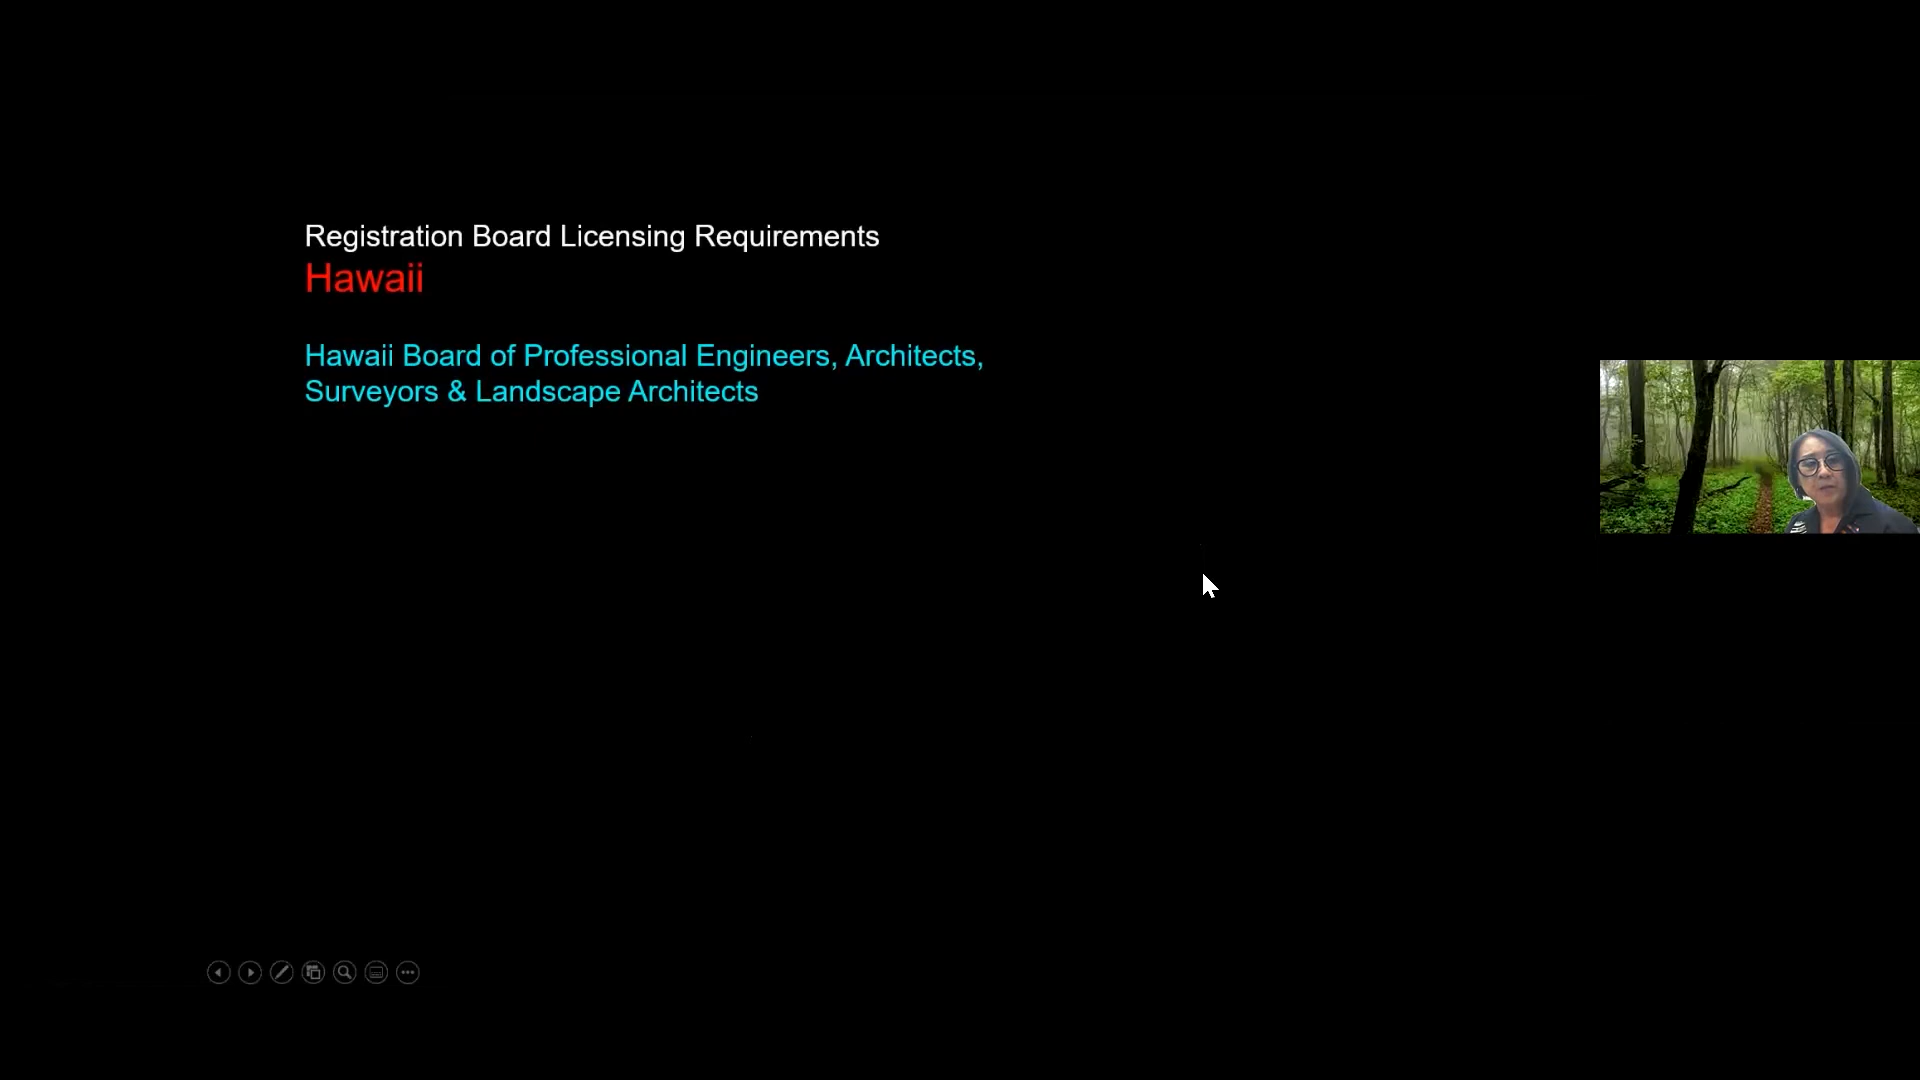 Registration Board Licensing Requirements
Hawaii
Hawaii Board of Professional Engineers, Architects,
Surveyors & Landscape Architects